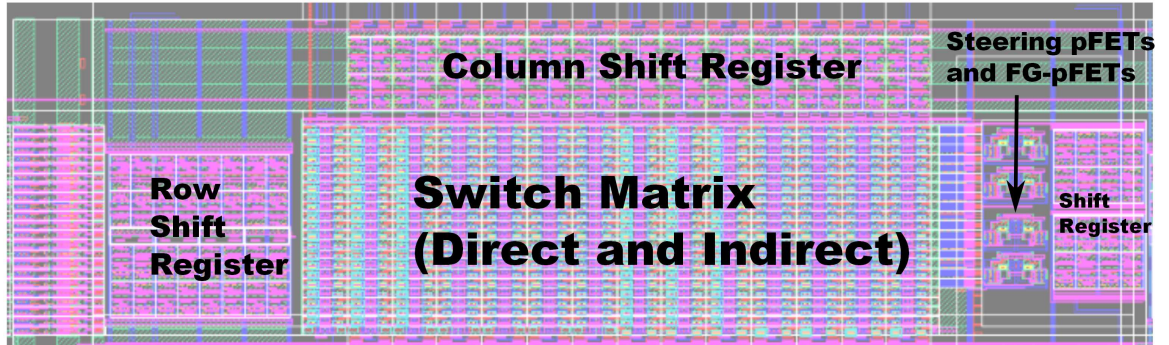 Column Shift Register
Steering pFETs
and FG-pFETs
Row
Shift
Register
Switch Matrix
(Direct and Indirect)
Shift
Register